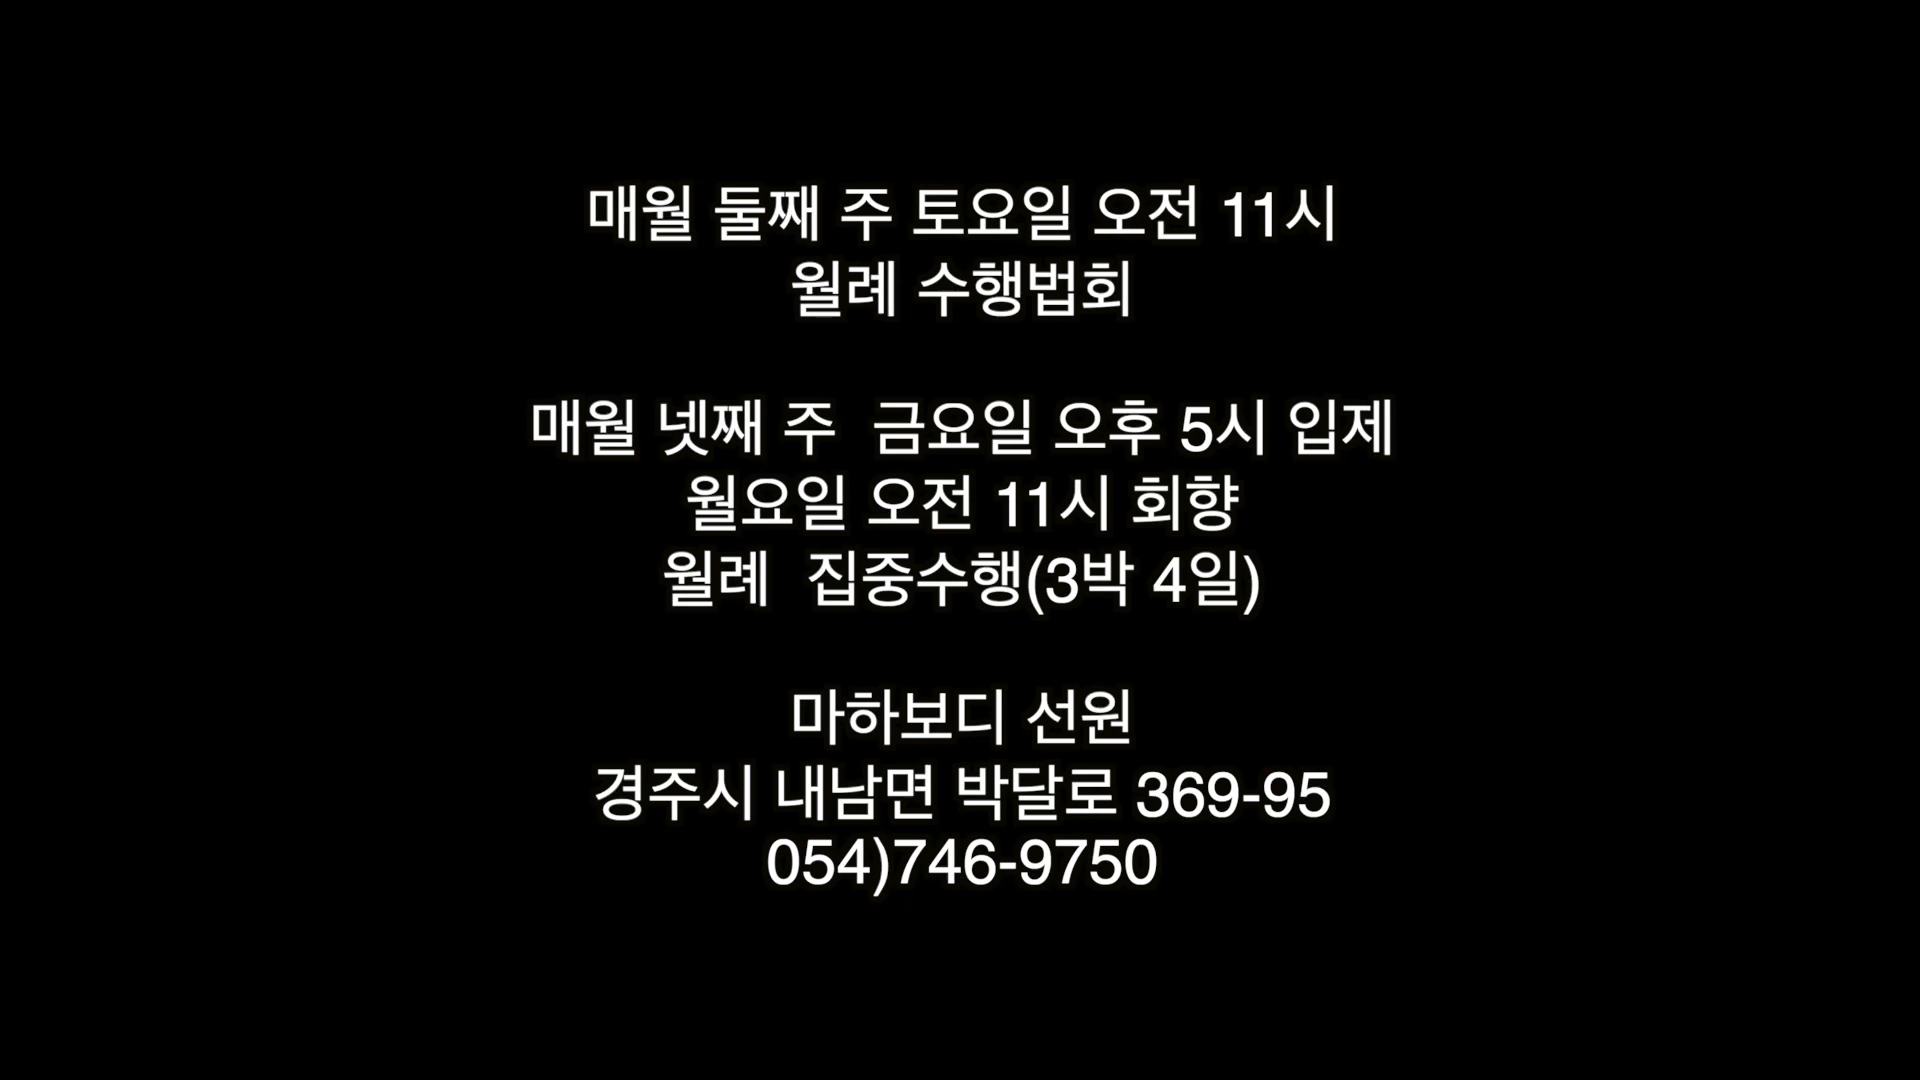 매월 둘째 주 토요일 오전 11시
월례 수행법회
매월 넷째 주 금요일 오후 5시 입제
월요일 오전 11시 회향
월례 집중수행(3박 4일)
마하보디 선원
경주시 내남면 박달로 369-95
054)746-9750